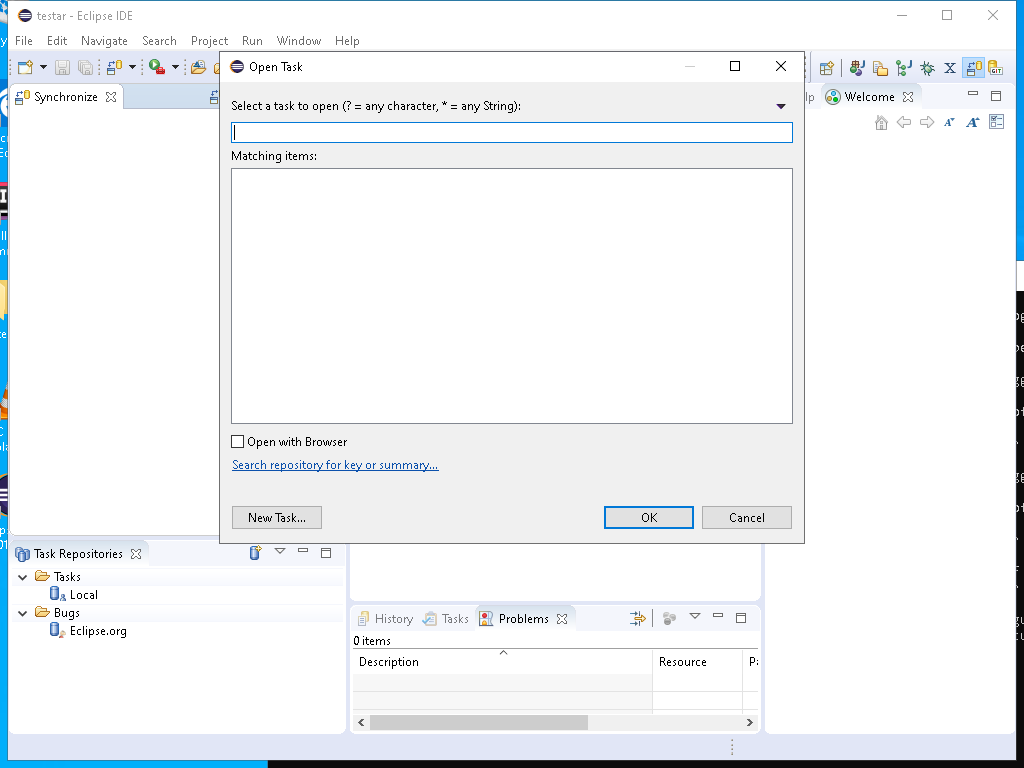 testar - Eclipse IDE
File Edit Navigate Search Project Run Window Help
Open Task
Synchronize
Welcome
Select a task to open (? = any character, * = any String):
Matching items:
Open with Browser
Search repository for key or summary...
New Task...
OK
Cancel
Task Repositories
Tasks
Local
Bugs
Eclipse.org
History
Tasks
Problems
0 items
Description
Resource